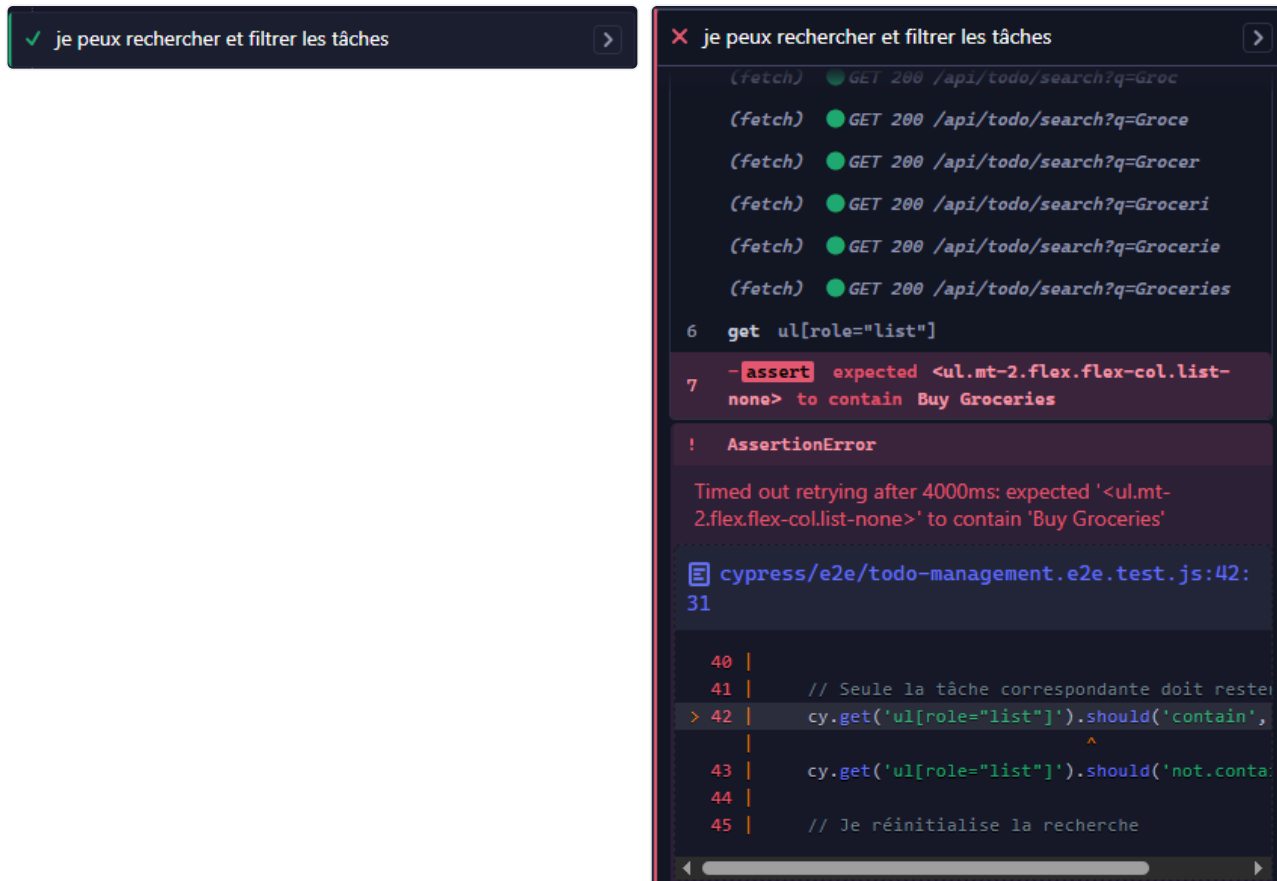 ✓ je peux rechercher et filtrer les tâches
✕ je peux rechercher et filtrer les tâches
(fetch) GET 200 /api/todo/search?q=Groc
(fetch) GET 200 /api/todo/search?q=Groce
(fetch) GET 200 /api/todo/search?q=Grocer
(fetch) GET 200 /api/todo/search?q=Groceri
(fetch) GET 200 /api/todo/search?q=Grocerie
(fetch) GET 200 /api/todo/search?q=Groceries
6 get ul[role="list"]
7 -assert expected <ul.mt-2.flex.flex-col.list-
none> to contain Buy Groceries
! AssertionError
Timed out retrying after 4000ms: expected '<ul.mt-
2.flex.flex-col.list-none>' to contain 'Buy Groceries'
cypress/e2e/todo-management.e2e.test.js:42:
31
40 |
41 | // Seule la tâche correspondante doit rester
> 42 | cy.get('ul[role="list"]').should('contain',
| ^
43 | cy.get('ul[role="list"]').should('not.contai
44 |
45 | // Je réinitialise la recherche